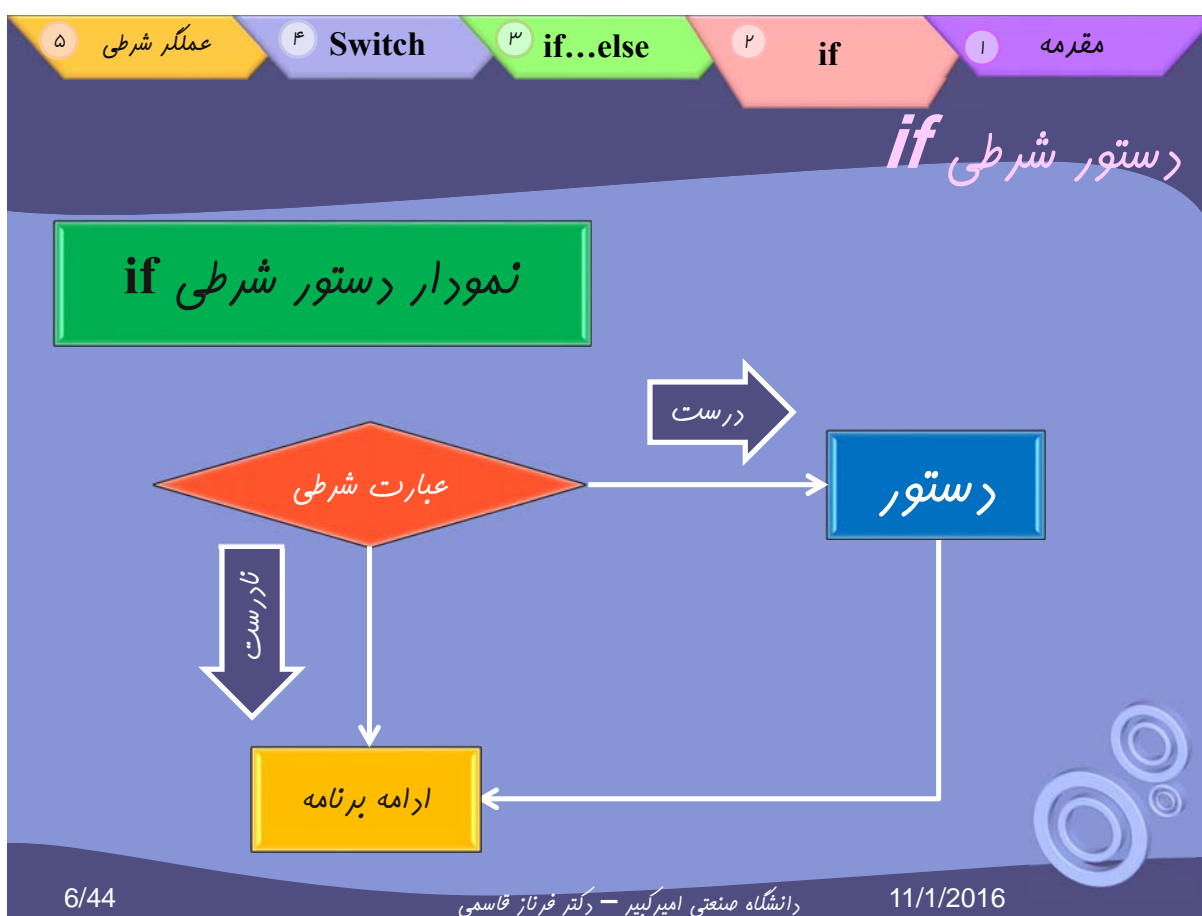 مقدمه ۱
if ۲
if...else ۳
Switch ۴
عملگر شرطی ۵
دستور شرطی if
نمودار دستور شرطی if
درست
عبارت شرطی
دستور
نادرست
ادامه برنامه
11/1/2016
دانشگاه صنعتی امیرکبیر – دکتر فرناز قاسمی
6/44